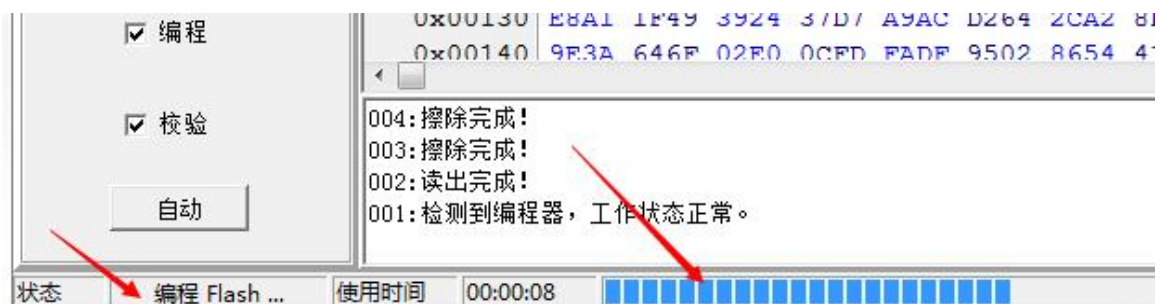 编程
校验
自动
0x00130 E8A1 1F49 3924 37D7 A9AC D264 2CA2
0x00140 9E3A 646F 02E0 0CFD FADF 9502 8654
004:擦除完成!
003:擦除完成!
002:读出完成!
001:检测到编程器，工作状态正常。
状态 编程 Flash ... 使用时间 00:00:08